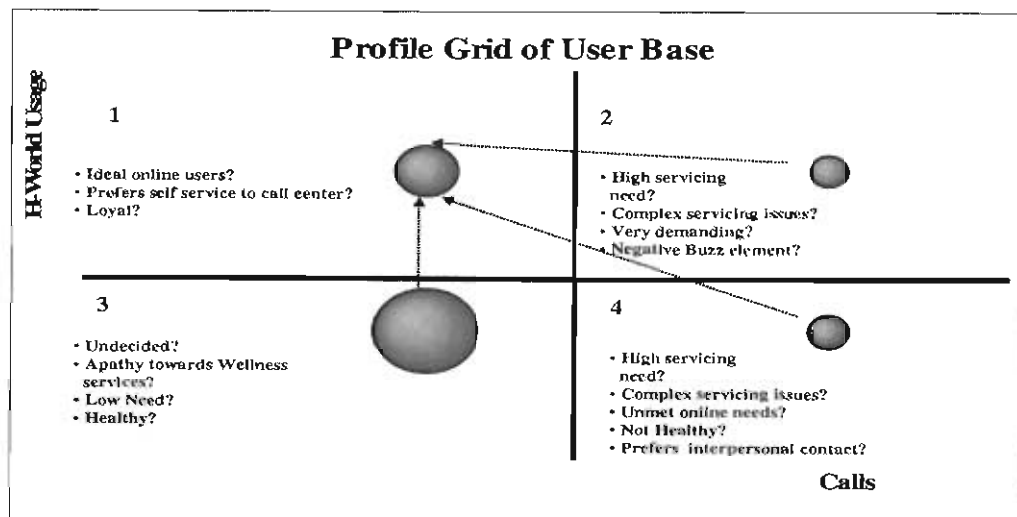 Profile Grid of User Base
H-World Usage
1
• Ideal online users?
• Prefers self service to call center?
• Loyal?
2
• High servicing
need?
• Complex servicing issues?
• Very demanding?
• Negative Buzz element?
3
• Undecided?
• Apathy towards Wellness
services?
• Low Need?
• Healthy?
4
• High servicing
need?
• Complex servicing issues?
• Unmet online needs?
• Not Healthy?
• Prefers interpersonal contact?
Calls